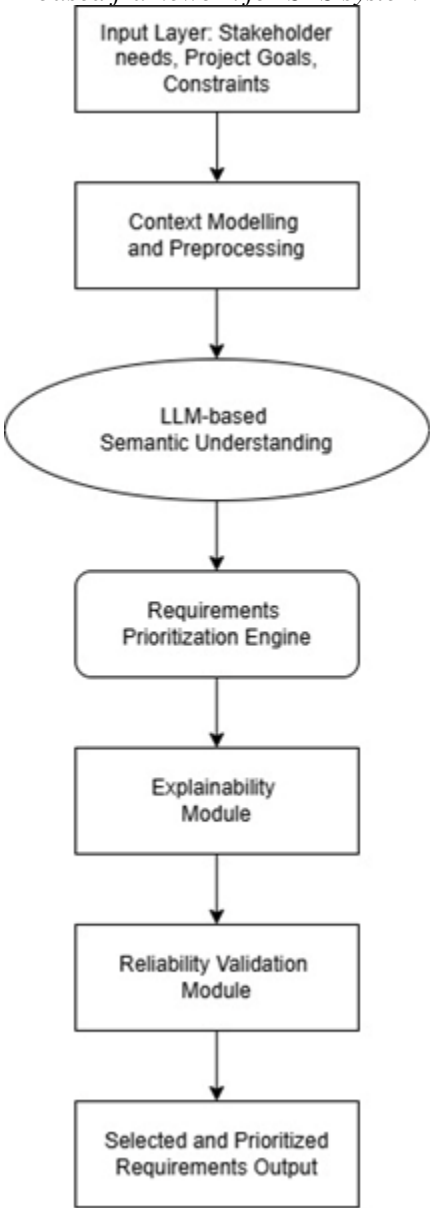 Input Layer: Stakeholder
needs, Project Goals,
Constraints
Context Modelling
and Preprocessing
LLM-based
Semantic Understanding
Requirements
Prioritization Engine
Explainability
Module
Reliability Validation
Module
Selected and Prioritized
Requirements Output